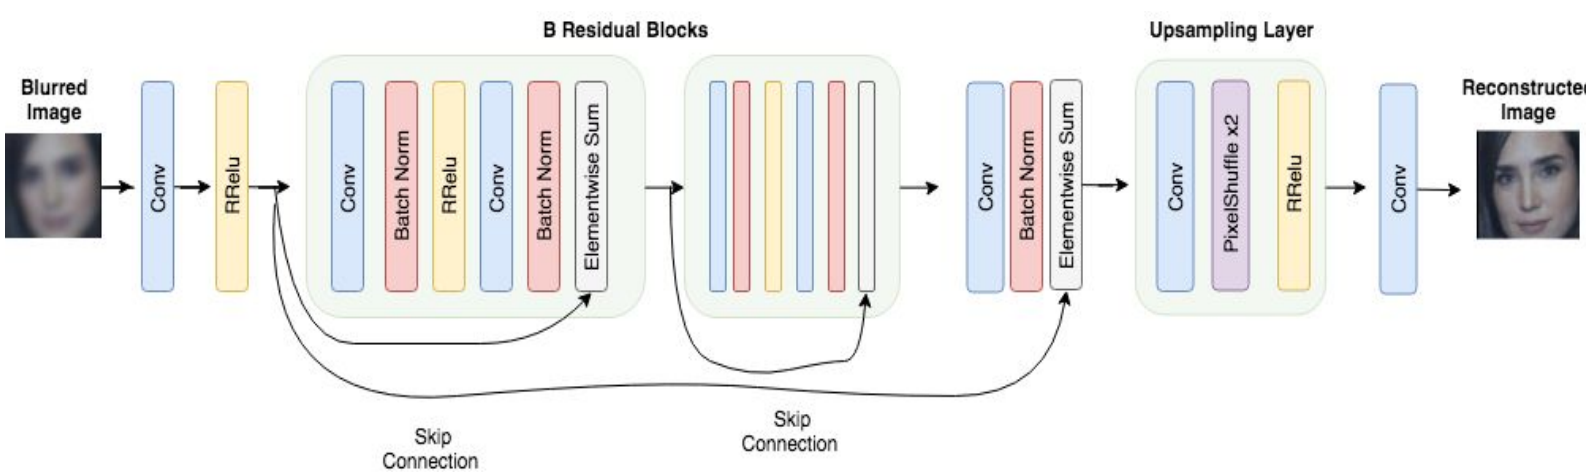 B Residual Blocks
Upsampling Layer
Blurred
Image
Conv
RRelu
Conv
Batch Norm
RRelu
Conv
Batch Norm
Elementwise Sum
Conv
Batch Norm
Elementwise Sum
Conv
PixelShuffle x2
RRelu
Conv
Reconstructed
Image
Skip
Connection
Skip
Connection